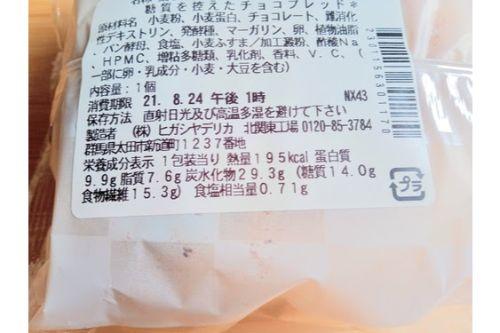 糖質を控えたチョコブレッド*
原材料名 小麦粉、小麦蛋白、チョコレート、難消化
性デキストリン、発酵種、マーガリン、卵、植物油脂
、パン酵母、食塩、小麦ふすま/加工澱粉、酢酸Na
、HPMC、増粘多糖類、乳化剤、香料、V.C、(
一部に卵・乳成分・小麦・大豆を含む)
内容量:1個
消費期限 21. 8.24 午後1時 NX43
保存方法 直射日光及び高温多湿を避けて下さい
製造者 (株)ヒガシヤデリカ 北関東工場 0120-85-3784
群馬県太田市新道町1237番地
栄養成分表示 1包装当り 熱量195kcal 蛋白質
9.9g 脂質7.6g 炭水化物29.3g (糖質14.0g
食物繊維15.3g) 食塩相当量0.71g
プラ